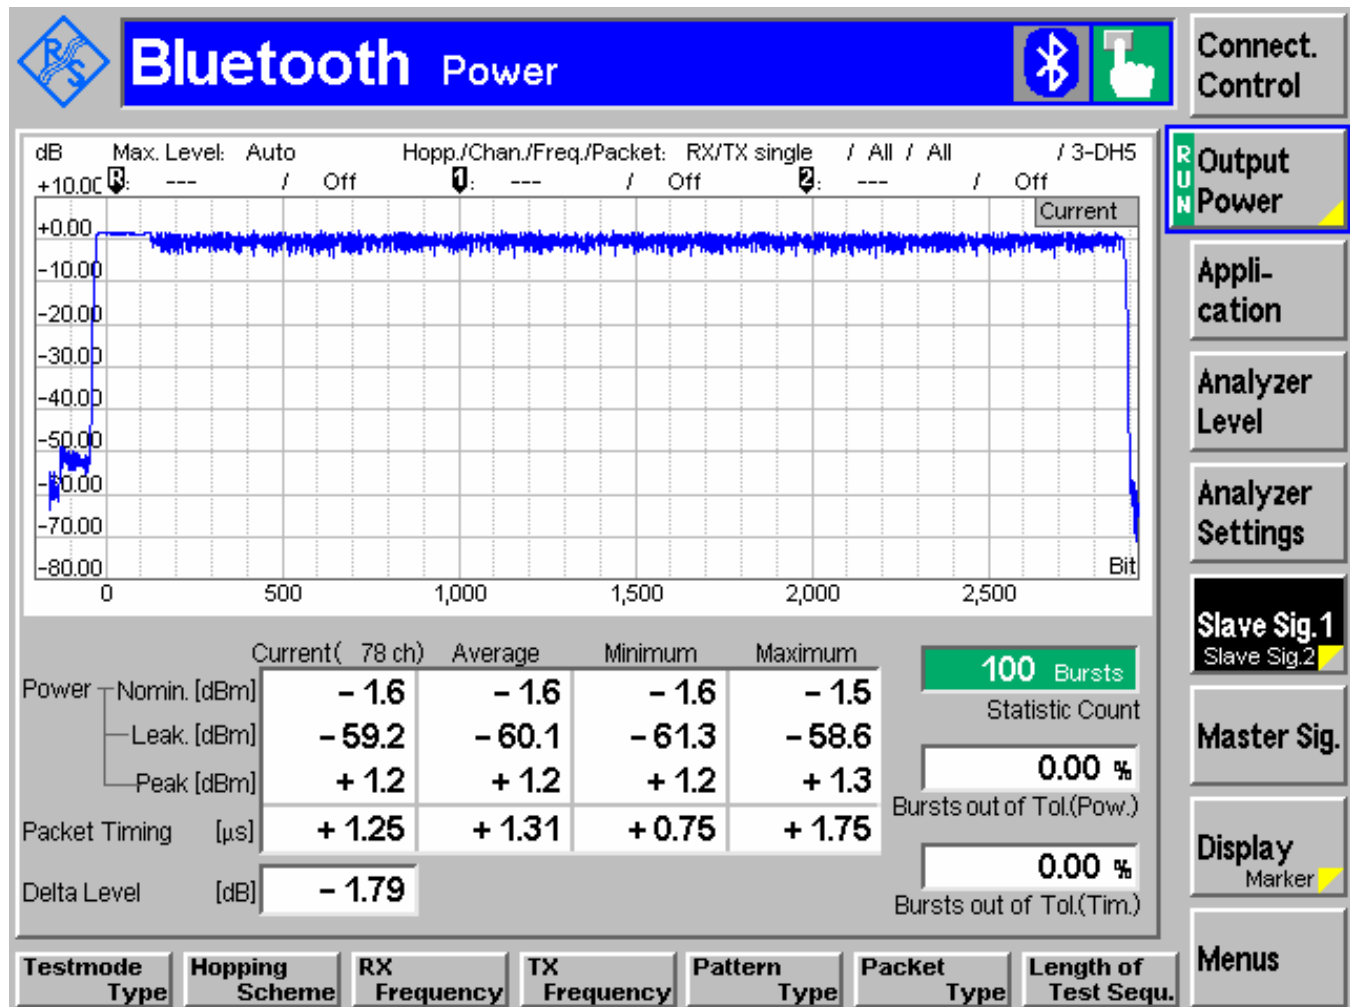 R S
Bluetooth Power
Connect. Control
dB Max. Level: Auto Hopp./Chan./Freq./Packet: RX/TX single / All / All / 3-DH5
R : --- / Off 1 : --- / Off 2 : --- / Off
Current
+10.00
+0.00
-10.00
-20.00
-30.00
-40.00
-50.00
-60.00
-70.00
-80.00
Bit
0 500 1,000 1,500 2,000 2,500
Current( 78 ch) Average Minimum Maximum
Power Nomin. [dBm] - 1.6 - 1.6 - 1.6 - 1.5
Leak. [dBm] - 59.2 - 60.1 - 61.3 - 58.6
Peak [dBm] + 1.2 + 1.2 + 1.2 + 1.3
Packet Timing [µs] + 1.25 + 1.31 + 0.75 + 1.75
Delta Level [dB] - 1.79
100 Bursts
Statistic Count
0.00 %
Bursts out of Tol.(Pow.)
0.00 %
Bursts out of Tol.(Tim.)
RUN
Output Power
Appli-
cation
Analyzer
Level
Analyzer
Settings
Slave Sig.1
Slave Sig.2
Master Sig.
Display
Marker
Menus
Testmode Type
Hopping Scheme
RX Frequency
TX Frequency
Pattern Type
Packet Type
Length of Test Sequ.